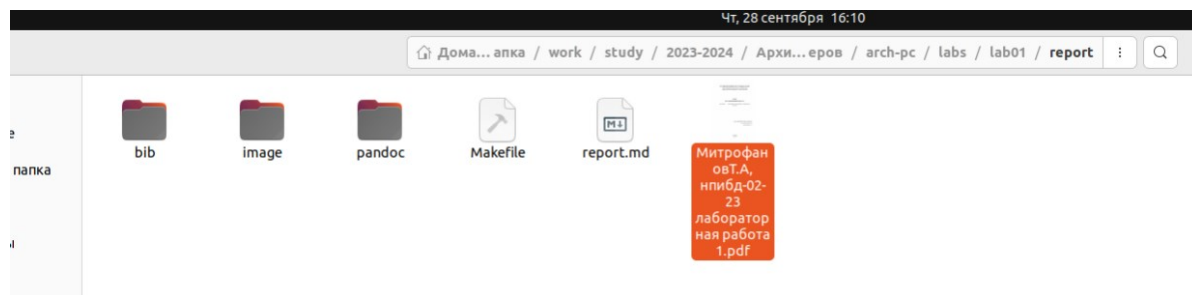 Чт, 28 сентября 16:10
Дома... апка / work / study / 2023-2024 / Архи... еров / arch-pc / labs / lab01 / report
bib
image
pandoc
Makefile
report.md
Митрофан
овТ.А,
нпибд-02-
23
лаборатор
ная работа
1.pdf
е
папка
ы